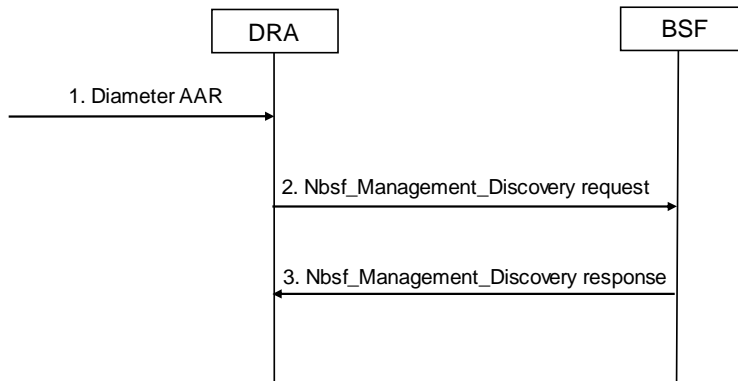 DRA
BSF
1. Diameter AAR
2. Nbsf_Management_Discovery request
3. Nbsf_Management_Discovery response